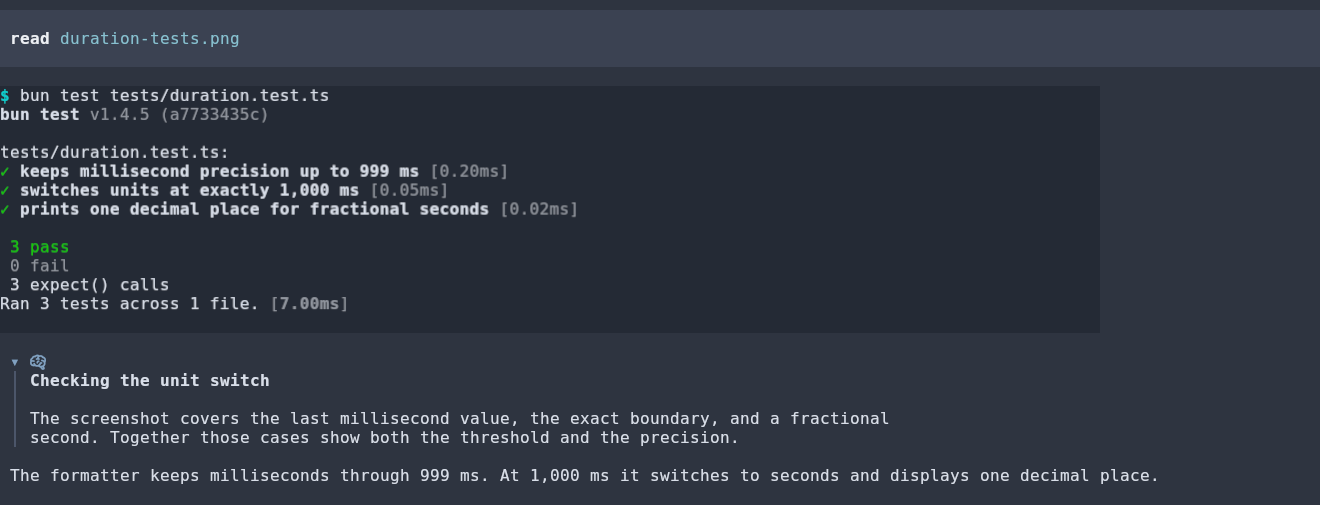 read duration-tests.png
$ bun test tests/duration.test.ts
bun test v1.4.5 (a7733435c)
tests/duration.test.ts:
✓ keeps millisecond precision up to 999 ms [0.20ms]
✓ switches units at exactly 1,000 ms [0.05ms]
✓ prints one decimal place for fractional seconds [0.02ms]
3 pass
0 fail
3 expect() calls
Ran 3 tests across 1 file. [7.00ms]
▾ 🧠
Checking the unit switch
The screenshot covers the last millisecond value, the exact boundary, and a fractional
second. Together those cases show both the threshold and the precision.
The formatter keeps milliseconds through 999 ms. At 1,000 ms it switches to seconds and displays one decimal place.